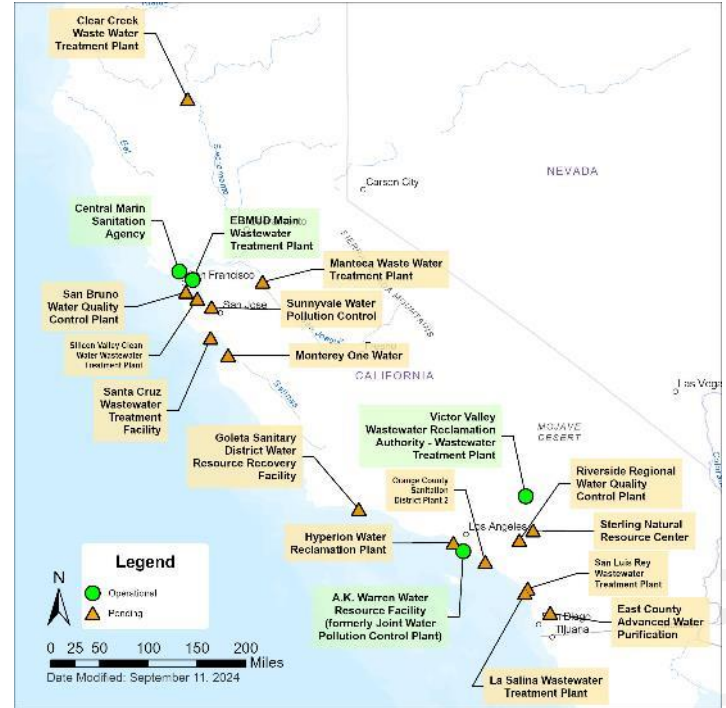 Clear Creek
Waste Water
Treatment Plant
Eel
Sacramento
NEVADA
Carson City
Central Marin
Sanitation
Agency
EBMUD Main
Wastewater
Treatment Plant
San Francisco
Manteca Waste Water
Treatment Plant
San Bruno
Water Quality
Control Plant
San Jose
Sunnyvale Water
Pollution Control
Silicon Valley Clean
Water Wastewater
Treatment Plant
Monterey One Water
CALIFORNIA
Santa Cruz
Wastewater
Treatment
Facility
Salinas
Las Vegas
Victor Valley
Wastewater Reclamation
Authority - Wastewater
Treatment Plant
MOJAVE
DESERT
Goleta Sanitary
District Water
Resource Recovery
Facility
Orange County
Sanitation
District Plant 2
Riverside Regional
Water Quality
Control Plant
Los Angeles
Sterling Natural
Resource Center
Hyperion Water
Reclamation Plant
San Luis Rey
Wastewater
Treatment Plant
A.K. Warren Water
Resource Facility
(formerly Joint Water
Pollution Control Plant)
San Diego
Tijuana
East County
Advanced Water
Purification
La Salina Wastewater
Treatment Plant
Legend
N
Operational
Pending
0 25 50 100 150 200
Miles
Date Modified: September 11, 2024